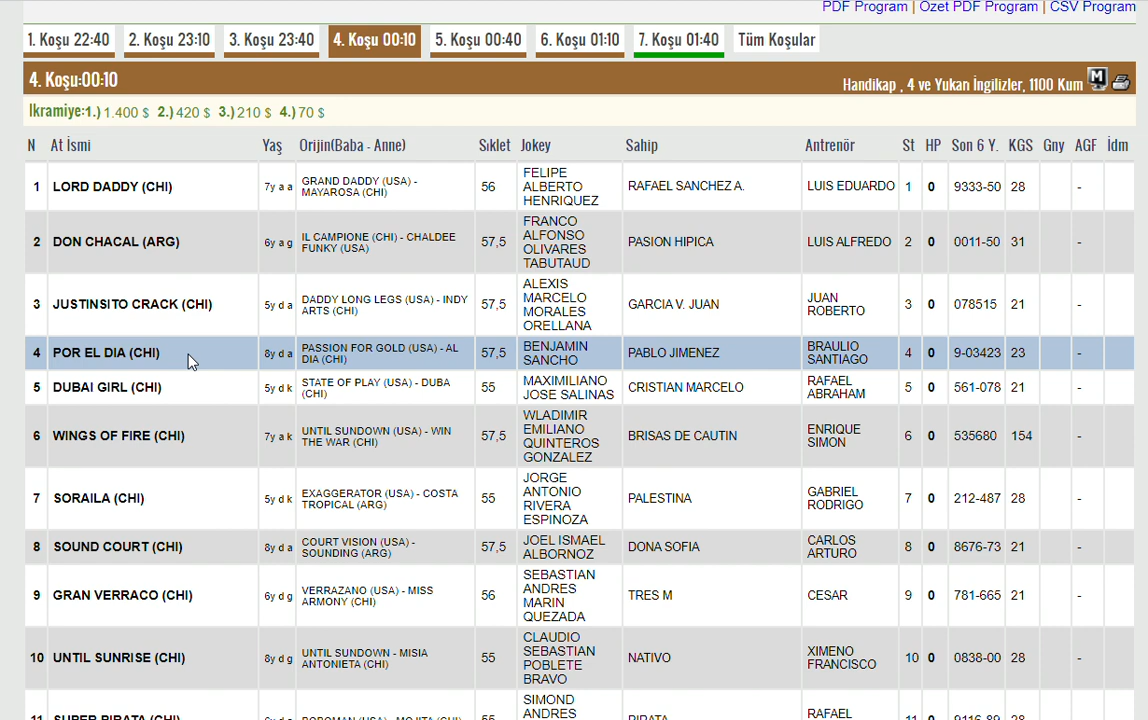 PDF Program | Özet PDF Program | CSV Program
1. Koşu 22:40 2. Koşu 23:10 3. Koşu 23:40 4. Koşu 00:10 5. Koşu 00:40 6. Koşu 01:10 7. Koşu 01:40 Tüm Koşular
4. Koşu:00:10
Handikap , 4 ve Yukarı İngilizler, 1100 Kum M
Ikramiye:1.) 1.400 $ 2.) 420 $ 3.) 210 $ 4.) 70 $
N At İsmi Yaş Orijin(Baba - Anne) Sıklet Jokey Sahip Antrenör St HP Son 6 Y. KGS Gny AGF İdm
1 LORD DADDY (CHI) 7y a a GRAND DADDY (USA) - MAYAROSA (CHI) 56 FELIPE ALBERTO HENRIQUEZ RAFAEL SANCHEZ A. LUIS EDUARDO 1 0 9333-50 28 -
2 DON CHACAL (ARG) 6y a g IL CAMPIONE (CHI) - CHALDEE FUNKY (USA) 57,5 FRANCO ALFONSO OLIVARES TABUTAUD PASION HIPICA LUIS ALFREDO 2 0 0011-50 31 -
3 JUSTINSITO CRACK (CHI) 5y d a DADDY LONG LEGS (USA) - INDY ARTS (CHI) 57,5 ALEXIS MARCELO MORALES ORELLANA GARCIA V. JUAN JUAN ROBERTO 3 0 078515 21 -
4 POR EL DIA (CHI) 8y d a PASSION FOR GOLD (USA) - AL DIA (CHI) 57,5 BENJAMIN SANCHO PABLO JIMENEZ BRAULIO SANTIAGO 4 0 9-03423 23 -
5 DUBAI GIRL (CHI) 5y d k STATE OF PLAY (USA) - DUBA (CHI) 55 MAXIMILIANO JOSE SALINAS CRISTIAN MARCELO RAFAEL ABRAHAM 5 0 561-078 21 -
6 WINGS OF FIRE (CHI) 7y a k UNTIL SUNDOWN (USA) - WIN THE WAR (CHI) 57,5 WLADIMIR EMILIANO QUINTEROS GONZALEZ BRISAS DE CAUTIN ENRIQUE SIMON 6 0 535680 154 -
7 SORAILA (CHI) 5y d k EXAGGERATOR (USA) - COSTA TROPICAL (ARG) 55 JORGE ANTONIO RIVERA ESPINOZA PALESTINA GABRIEL RODRIGO 7 0 212-487 28 -
8 SOUND COURT (CHI) 8y d a COURT VISION (USA) - SOUNDING (ARG) 57,5 JOEL ISMAEL ALBORNOZ DONA SOFIA CARLOS ARTURO 8 0 8676-73 21 -
9 GRAN VERRACO (CHI) 6y d g VERRAZANO (USA) - MISS ARMONY (CHI) 56 SEBASTIAN ANDRES MARIN QUEZADA TRES M CESAR 9 0 781-665 21 -
10 UNTIL SUNRISE (CHI) 8y d g UNTIL SUNDOWN - MISIA ANTONIETA (CHI) 55 CLAUDIO SEBASTIAN POBLETE BRAVO NATIVO XIMENO FRANCISCO 10 0 0838-00 28 -
11 SUPER PIRATA (CHI) SIMOND ANDRES PIRATA RAFAEL 11 0